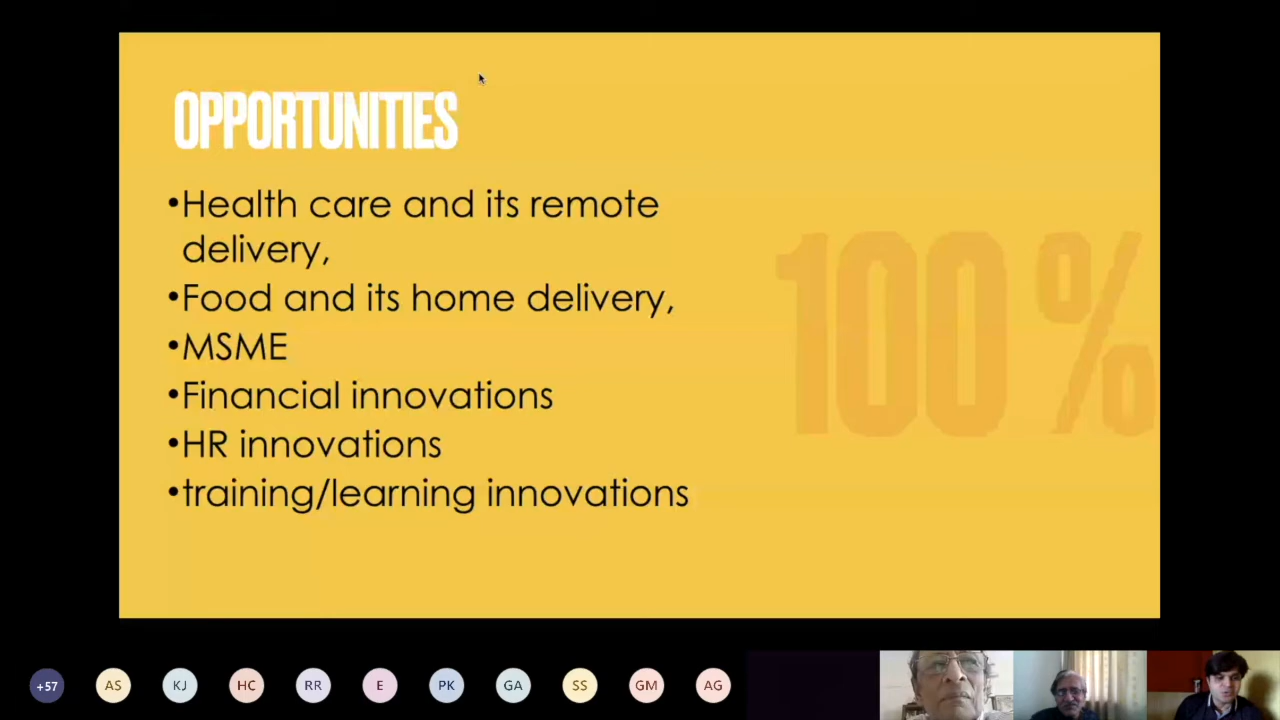 OPPORTUNITIES
•Health care and its remote
delivery,
•Food and its home delivery,
•MSME
•Financial innovations
•HR innovations
•training/learning innovations
100%
+57
AS
KJ
HC
RR
E
PK
GA
SS
GM
AG